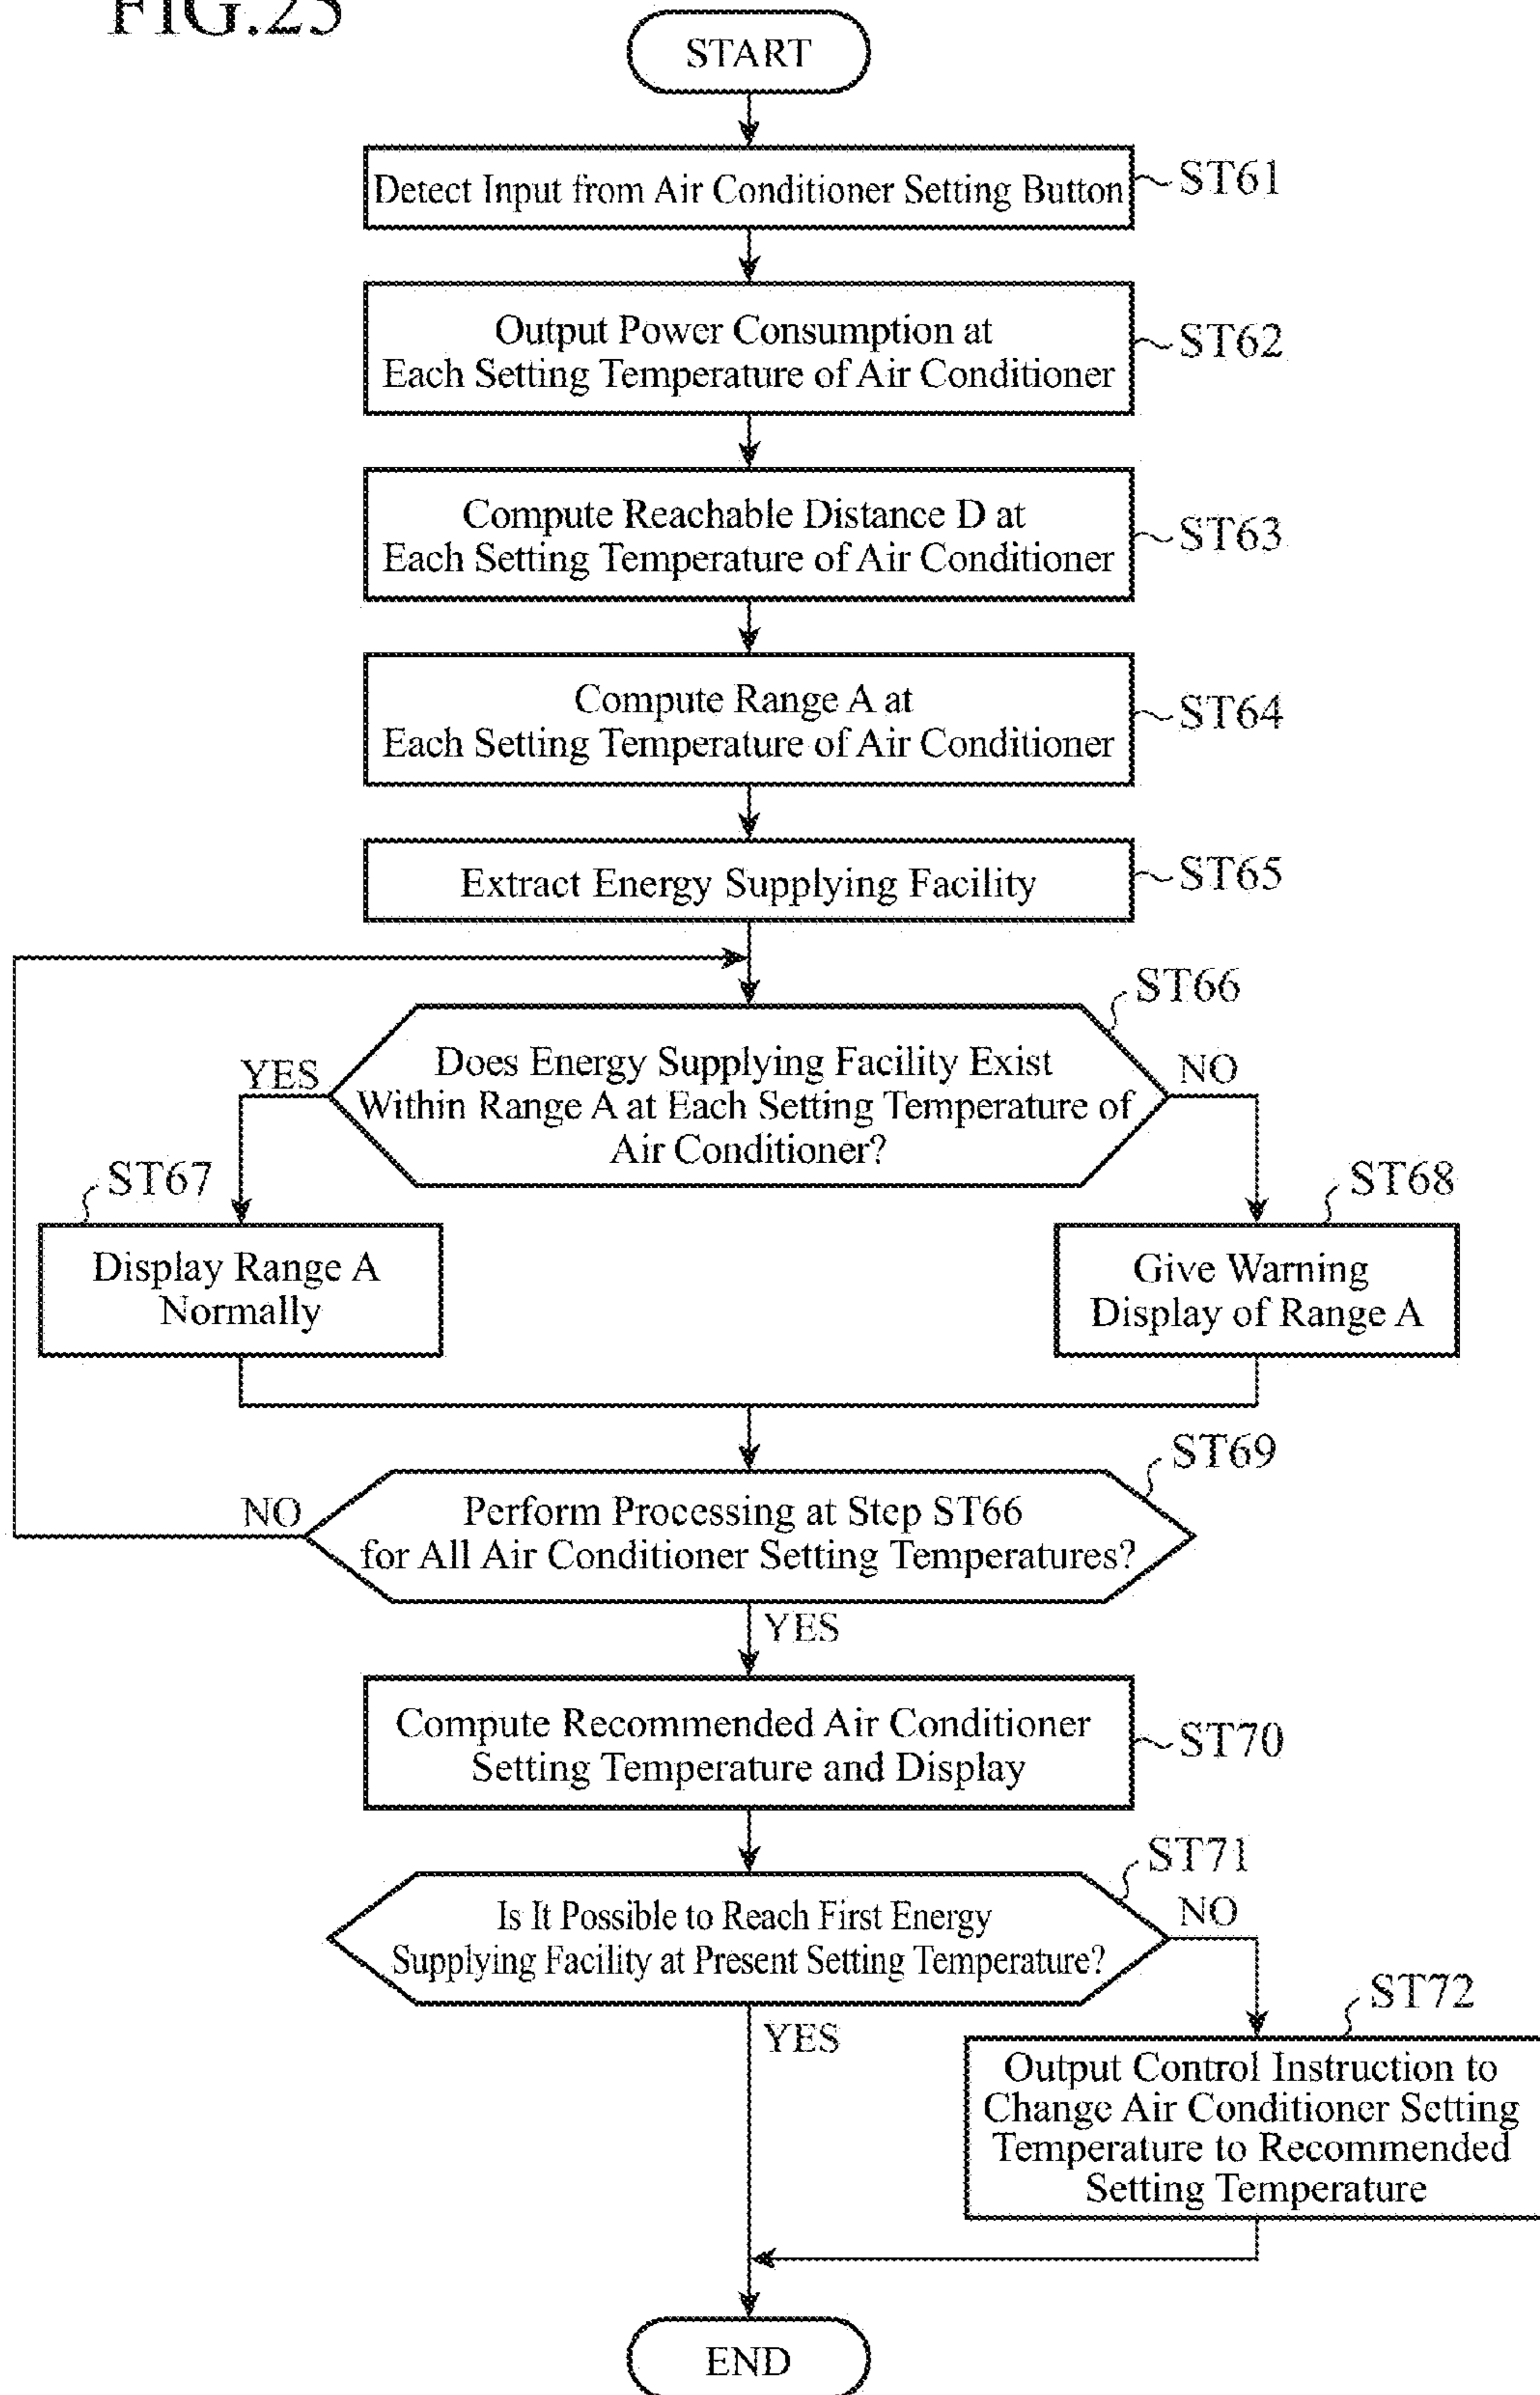 FIG.25
START
Detect Input from Air Conditioner Setting Button
ST61
Output Power Consumption at
Each Setting Temperature of Air Conditioner
ST62
Compute Reachable Distance D at
Each Setting Temperature of Air Conditioner
ST63
Compute Range A at
Each Setting Temperature of Air Conditioner
ST64
Extract Energy Supplying Facility
ST65
ST66
Does Energy Supplying Facility Exist
Within Range A at Each Setting Temperature of
Air Conditioner?
YES
NO
ST67
Display Range A
Normally
ST68
Give Warning
Display of Range A
ST69
Perform Processing at Step ST66
for All Air Conditioner Setting Temperatures?
NO
YES
Compute Recommended Air Conditioner
Setting Temperature and Display
ST70
ST71
Is It Possible to Reach First Energy
Supplying Facility at Present Setting Temperature?
NO
YES
ST72
Output Control Instruction to
Change Air Conditioner Setting
Temperature to Recommended
Setting Temperature
END